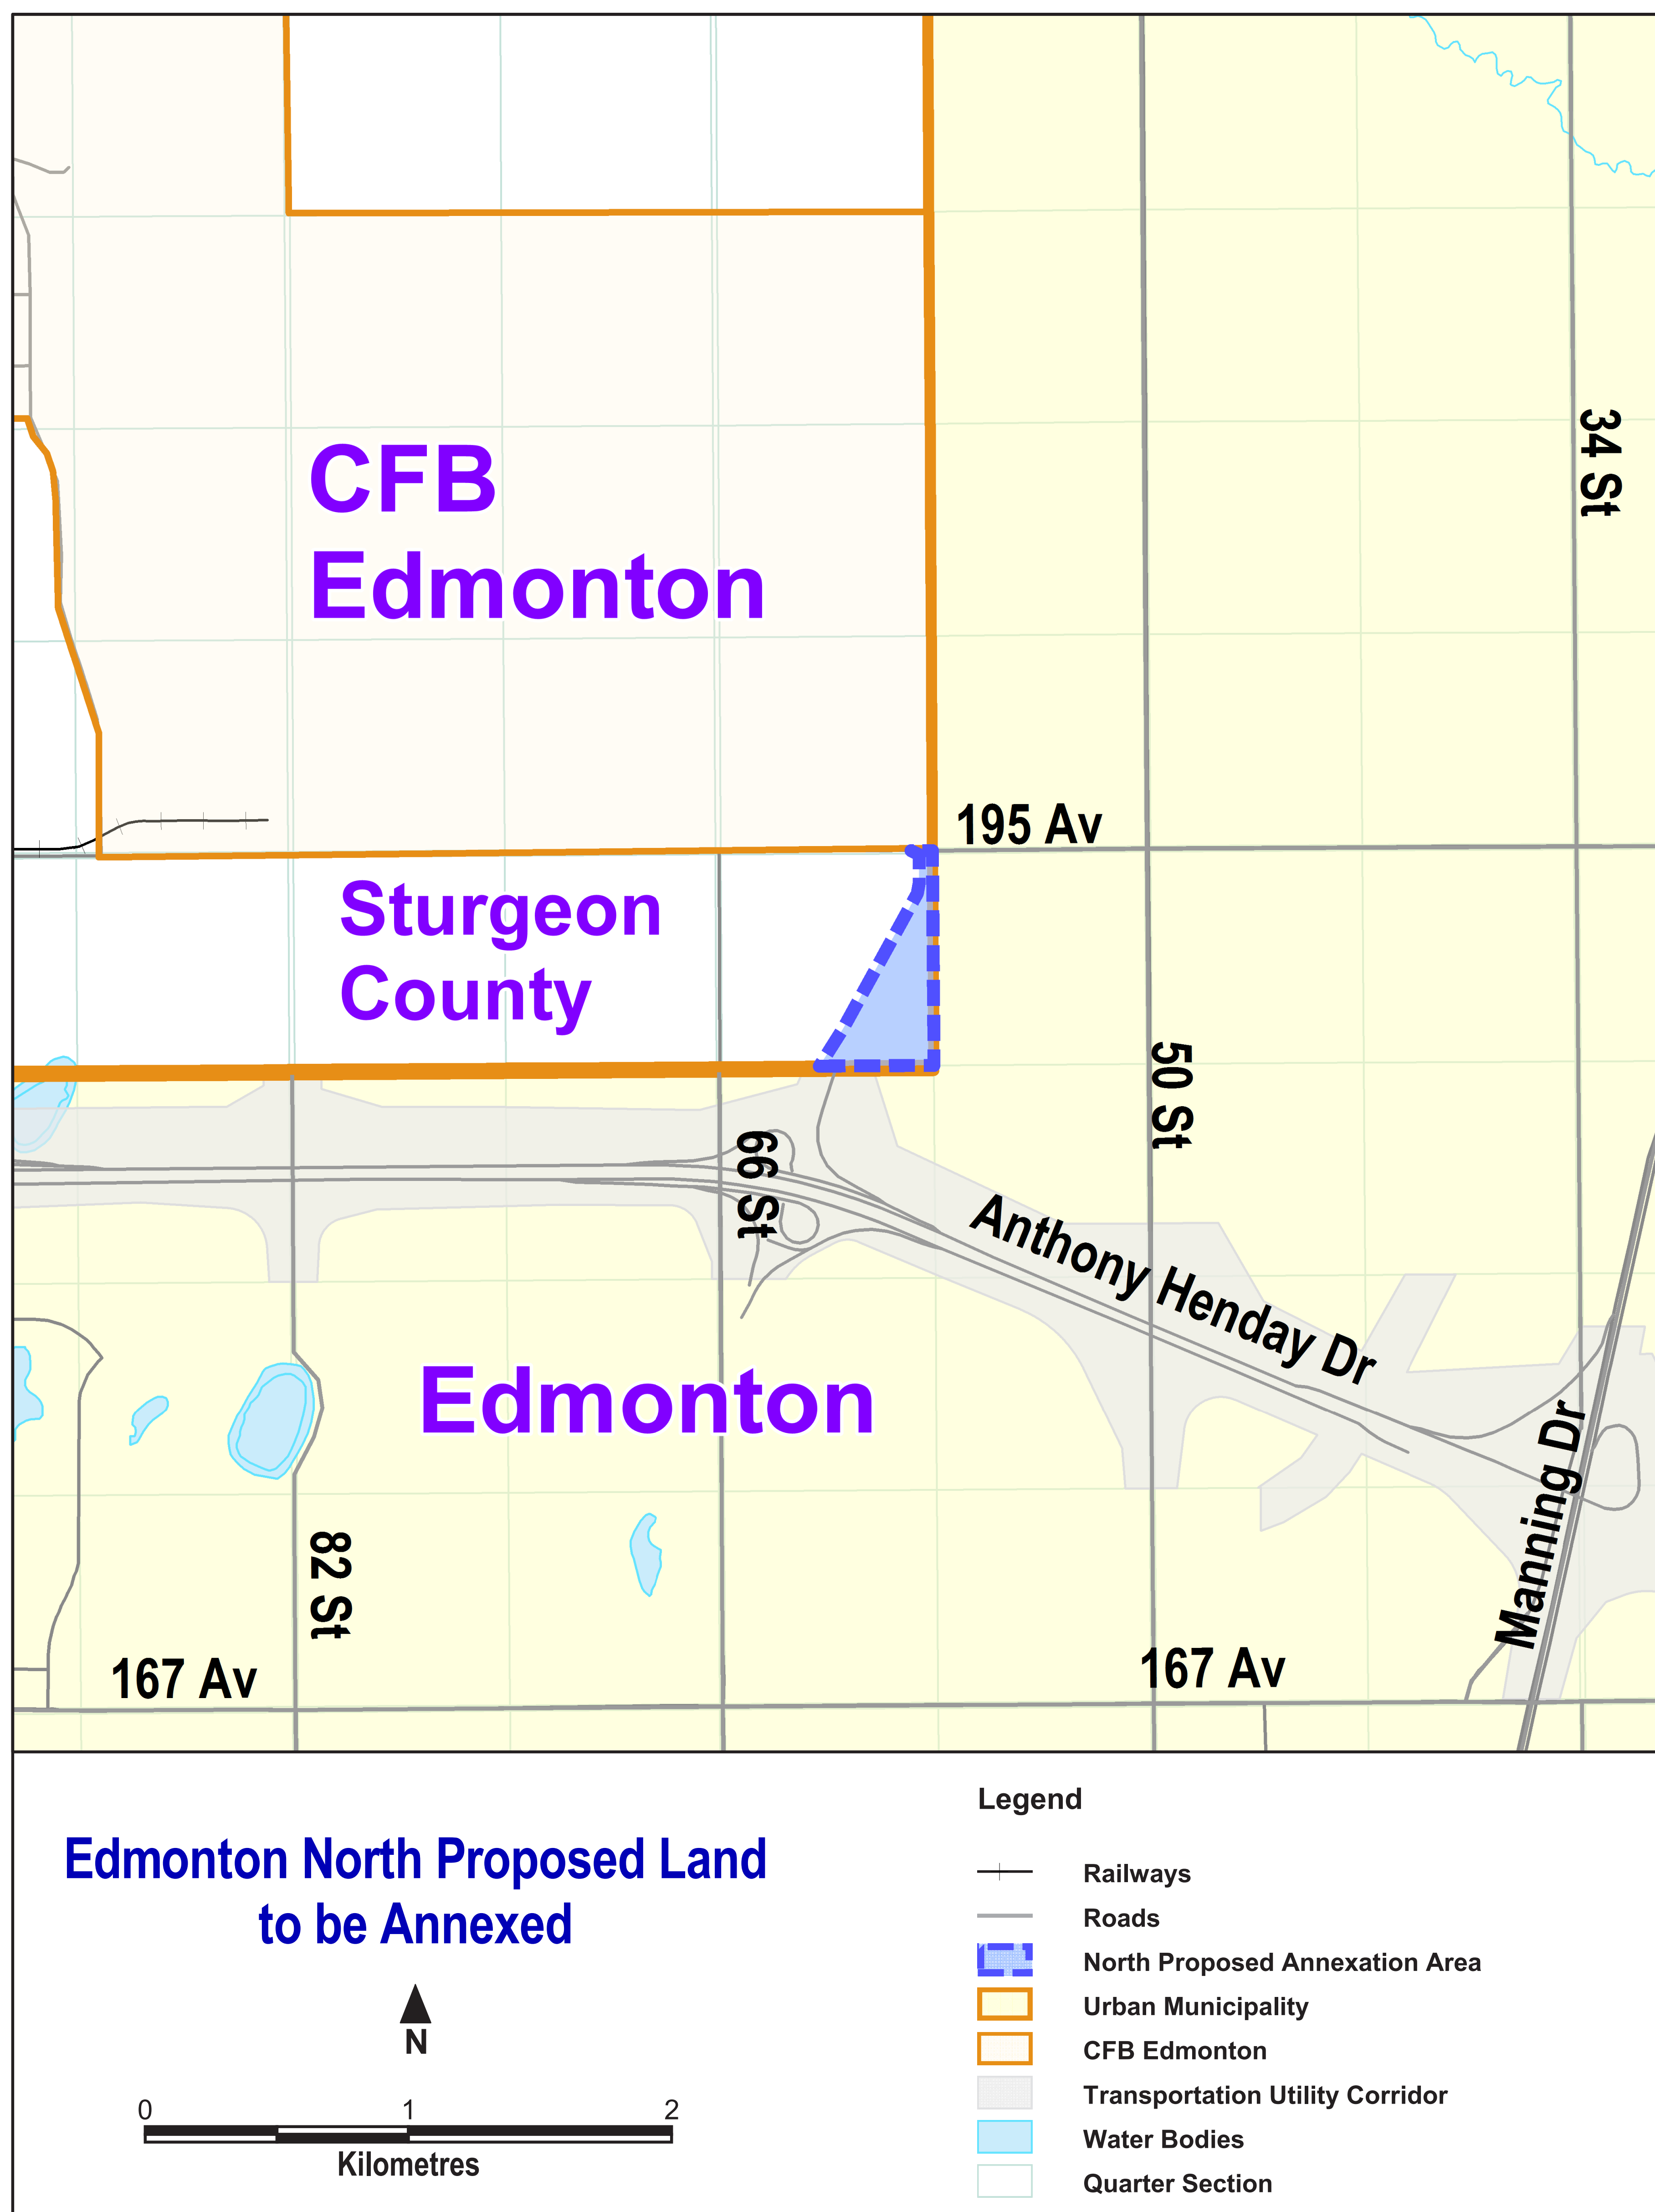 CFB
Edmonton
34 St
195 Av
Sturgeon
County
50 St
66 St
Anthony Henday Dr
Edmonton
Manning Dr
82 St
167 Av
167 Av
Edmonton North Proposed Land
to be Annexed
N
0 1 2
Kilometres
Legend
Railways
Roads
North Proposed Annexation Area
Urban Municipality
CFB Edmonton
Transportation Utility Corridor
Water Bodies
Quarter Section